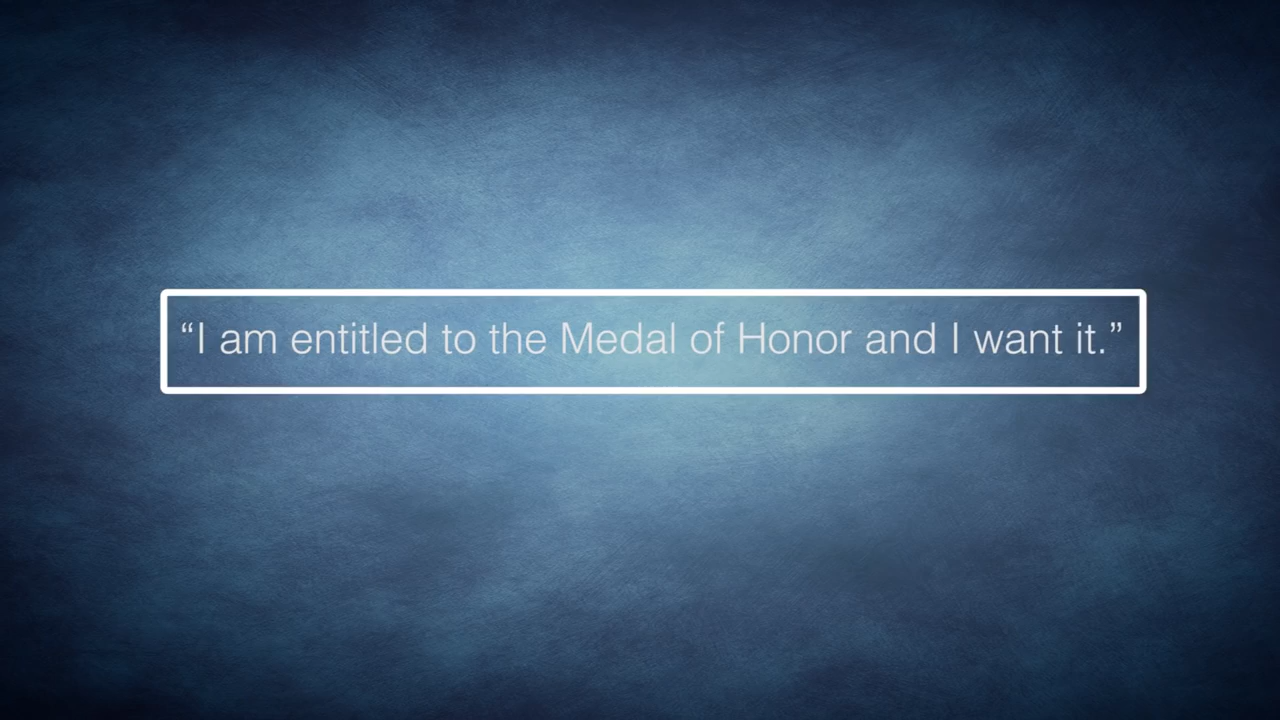 “I am entitled to the Medal of Honor and I want it.”